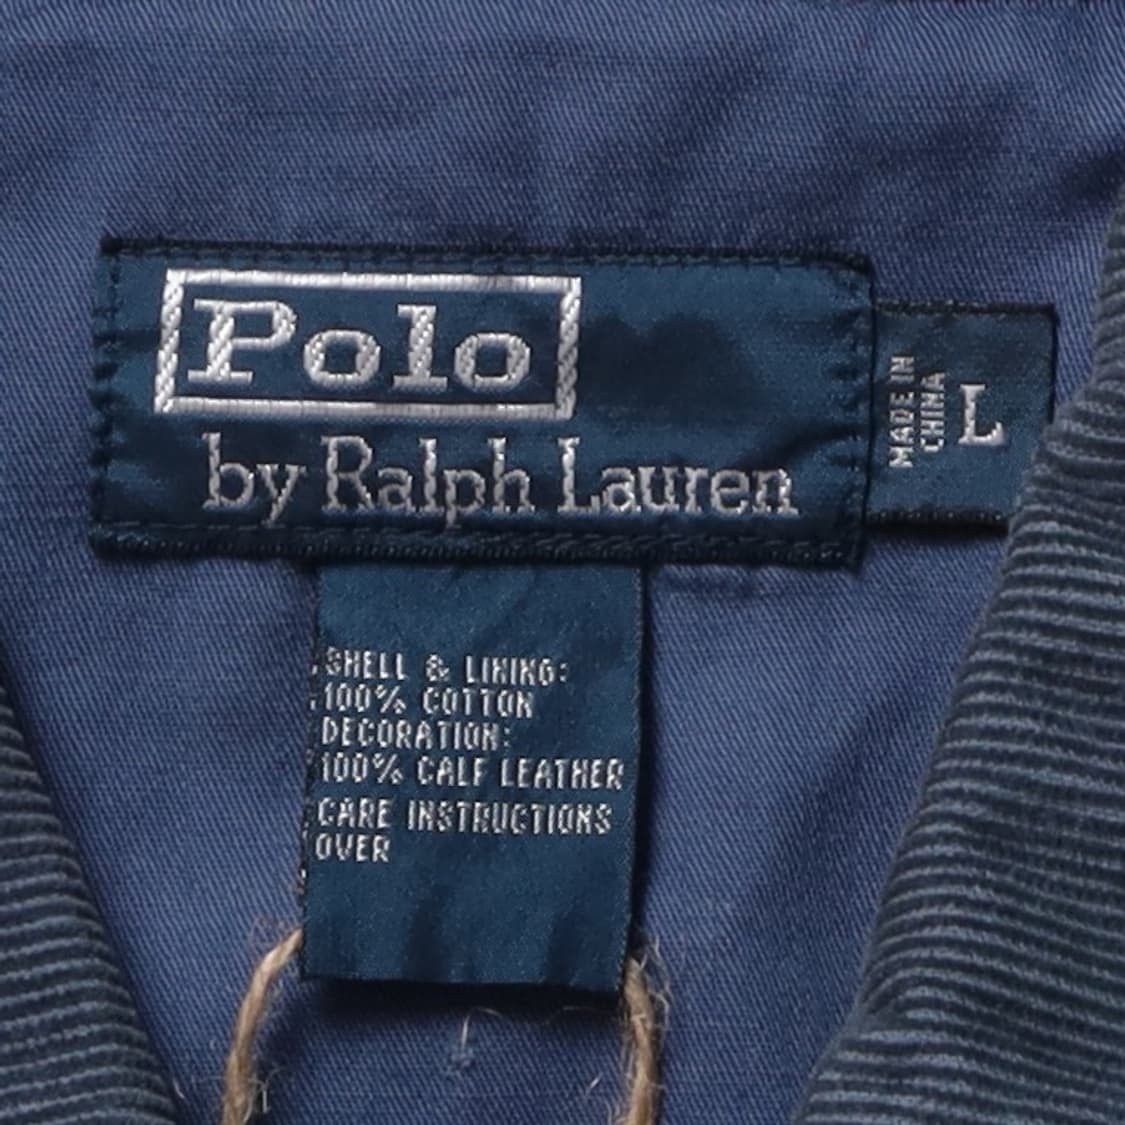 Polo
by Ralph Lauren
MADE IN
CHINA
L
SHELL & LINING:
100% COTTON
DECORATION:
100% CALF LEATHER
CARE INSTRUCTIONS
OVER